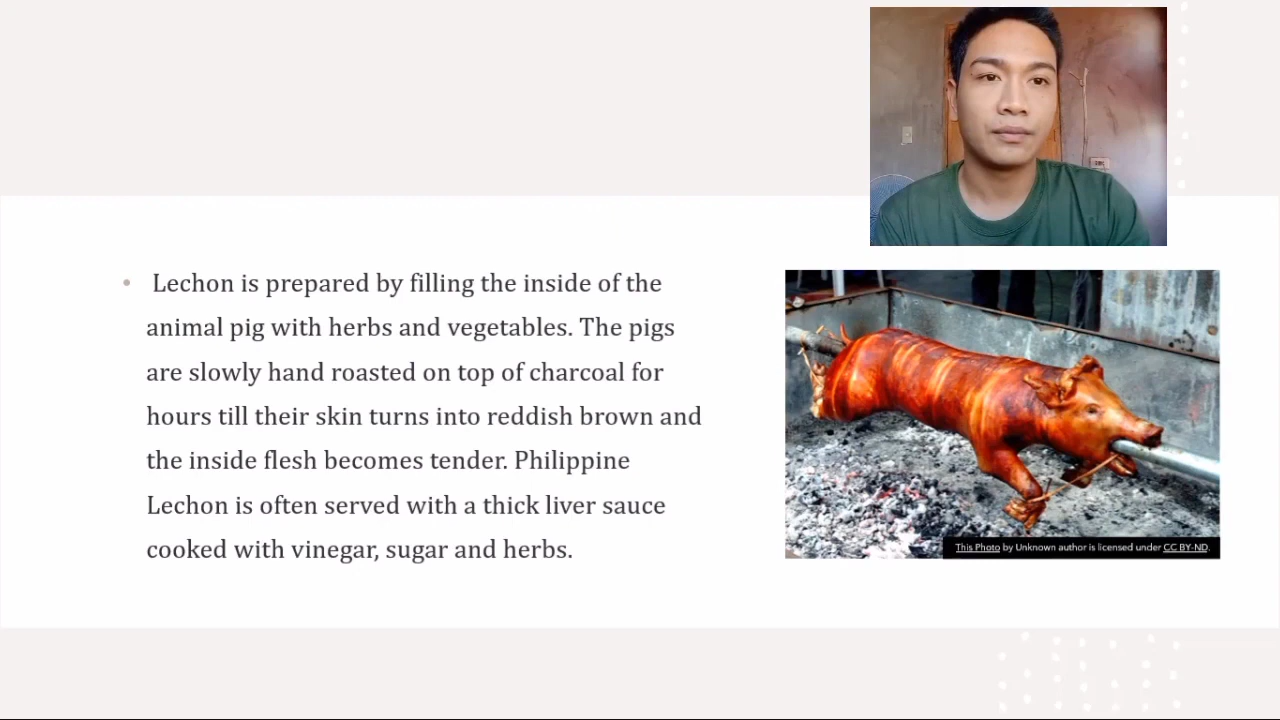 • Lechon is prepared by filling the inside of the
animal pig with herbs and vegetables. The pigs
are slowly hand roasted on top of charcoal for
hours till their skin turns into reddish brown and
the inside flesh becomes tender. Philippine
Lechon is often served with a thick liver sauce
cooked with vinegar, sugar and herbs.
This Photo by Unknown author is licensed under CC BY-ND.